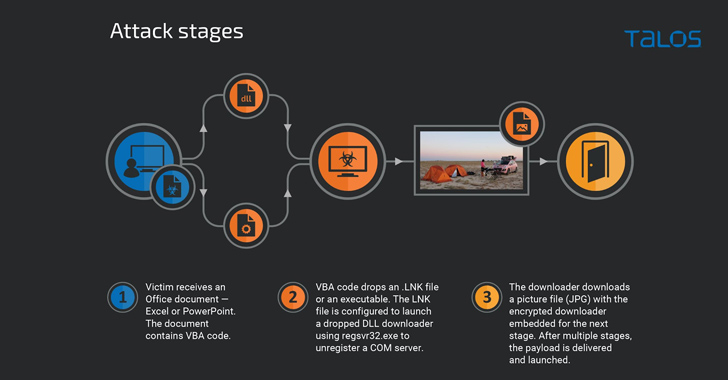 Attack stages
TALOS
dll
1
Victim receives an
Office document —
Excel or PowerPoint.
The document
contains VBA code.
2
VBA code drops an .LNK file
or an executable. The LNK
file is configured to launch
a dropped DLL downloader
using regsvr32.exe to
unregister a COM server.
3
The downloader downloads
a picture file (JPG) with the
encrypted downloader
embedded for the next
stage. After multiple stages,
the payload is delivered
and launched.